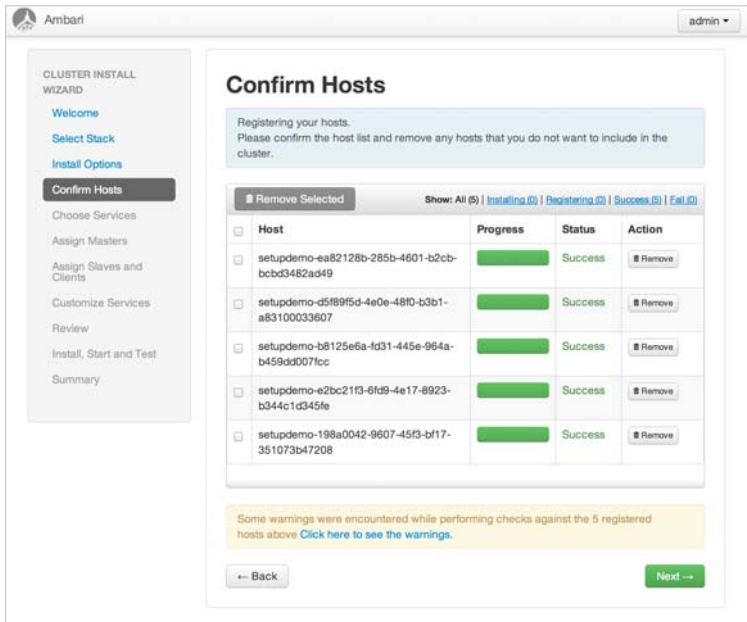 Ambari
admin
CLUSTER INSTALL
WIZARD
Welcome
Select Stack
Install Options
Confirm Hosts
Choose Services
Assign Masters
Assign Slaves and
Clients
Customize Services
Review
Install, Start and Test
Summary
Confirm Hosts
Registering your hosts.
Please confirm the host list and remove any hosts that you do not want to include in the
cluster.
Remove Selected
Show: All (5) | Installing (0) | Registering (0) | Success (5) | Fail (0)
Host Progress Status Action
setupdemo-ea82128b-285b-4601-b2cb-
bcbd3482ad49
Success
Remove
setupdemo-d5f89f5d-4e0e-48f0-b3b1-
a83100033607
Success
Remove
setupdemo-b8125e6a-fd31-445e-964a-
b459dd007fcc
Success
Remove
setupdemo-e2bc21f3-6fd9-4e17-8923-
b344c1d345fe
Success
Remove
setupdemo-198a0042-9607-45f3-bf17-
351073b47208
Success
Remove
Some warnings were encountered while performing checks against the 5 registered
hosts above Click here to see the warnings.
← Back
Next →